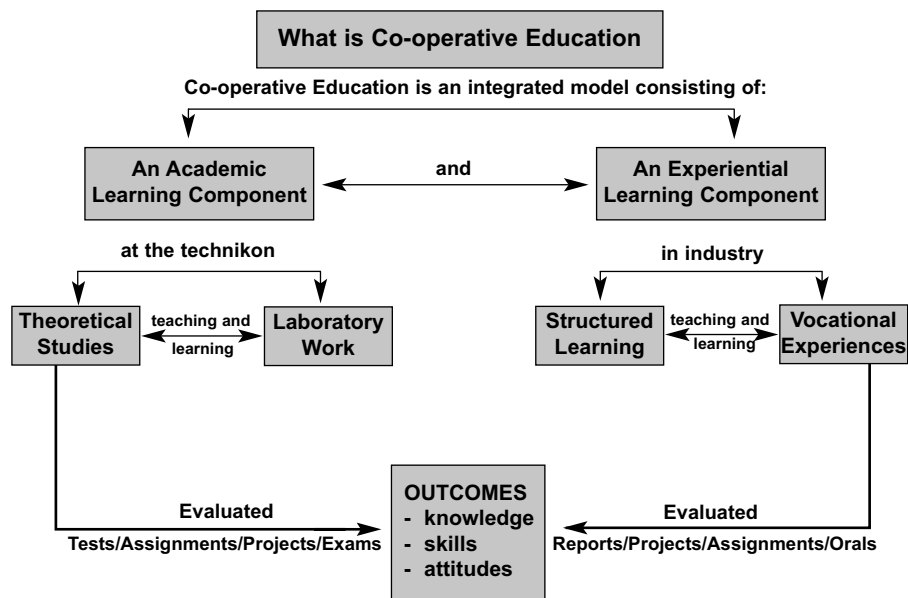 What is Co-operative Education
Co-operative Education is an integrated model consisting of:
An Academic
Learning Component
and
An Experiential
Learning Component
at the technikon
in industry
Theoretical
Studies
teaching and
learning
Laboratory
Work
Structured
Learning
teaching and
learning
Vocational
Experiences
Evaluated
Tests/Assignments/Projects/Exams
OUTCOMES
- knowledge
- skills
- attitudes
Evaluated
Reports/Projects/Assignments/Orals